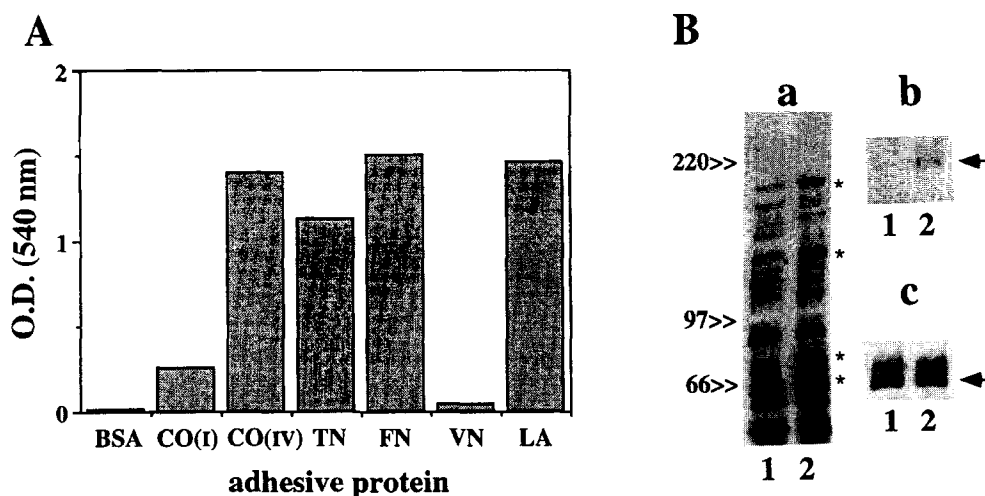 A
O.D. (540 nm)
2
1
0
BSA CO(I) CO(IV) TN FN VN LA
adhesive protein
B
a
220>>
97>>
66>>
*
*
*
*
1 2
b
1 2
c
1 2